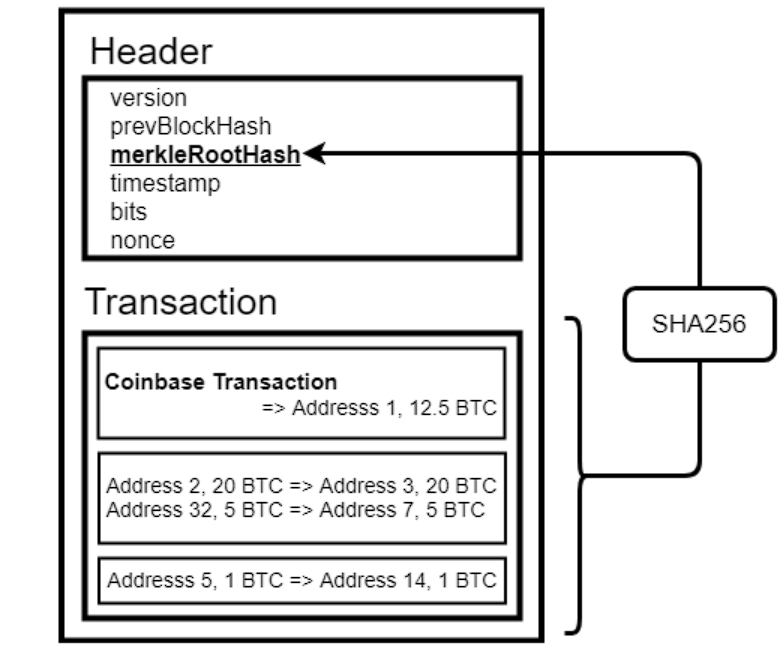 Header
version
prevBlockHash
merkleRootHash
timestamp
bits
nonce
Transaction
SHA256
Coinbase Transaction
=> Addresss 1, 12.5 BTC
Address 2, 20 BTC => Address 3, 20 BTC
Address 32, 5 BTC => Address 7, 5 BTC
Addresss 5, 1 BTC => Address 14, 1 BTC